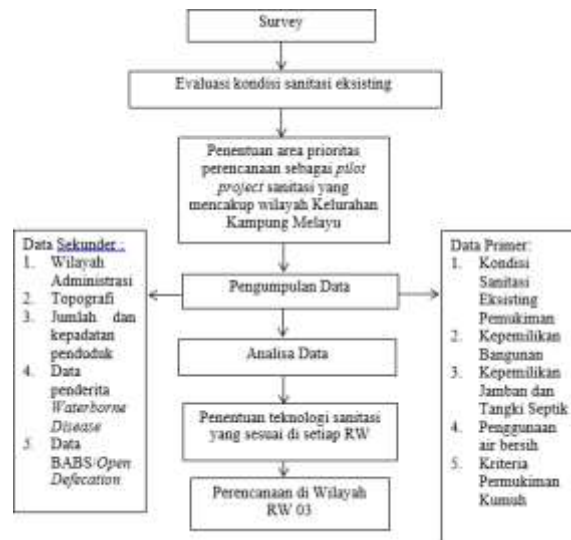 Survey
Evaluasi kondisi sanitasi eksisting
Penentuan area prioritas
perencanaan sebagai pilot
project sanitasi yang
mencakup wilayah Kelurahan
Kampung Melayu
Data Sekunder :
1. Wilayah
Administrasi
2. Topografi
3. Jumlah dan
kepadatan
penduduk
4. Data
penderita
Waterborne
Disease
5. Data
BABS/Open
Defecation
Pengumpulan Data
Data Primer:
1. Kondisi
Sanitasi
Eksisting
Pemukiman
2. Kepemilikan
Bangunan
3. Kepemilikan
Jamban dan
Tangki Septik
4. Penggunaan
air bersih
5. Kriteria
Permukiman
Kumuh
Analisa Data
Penentuan teknologi sanitasi
yang sesuai di setiap RW
Perencanaan di Wilayah
RW 03